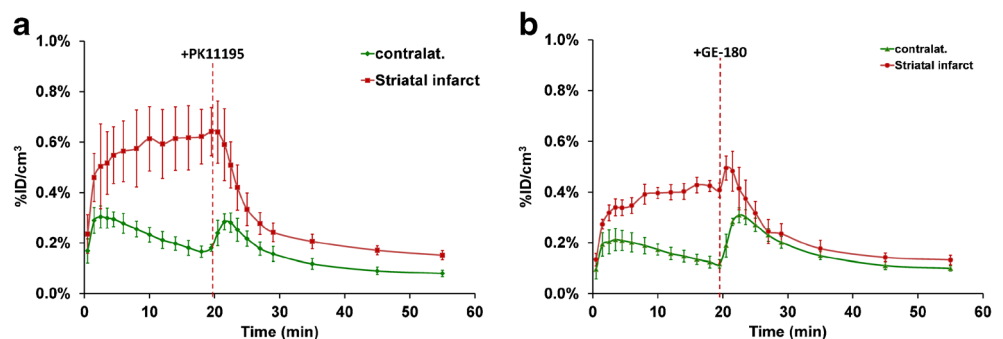 a
+PK11195
contralat.
Striatal infarct
%ID/cm³
1.0%
0.8%
0.6%
0.4%
0.2%
0.0%
0 10 20 30 40 50 60
Time (min)
b
+GE-180
contralat.
Striatal infarct
%ID/cm³
1.0%
0.8%
0.6%
0.4%
0.2%
0.0%
0 10 20 30 40 50 60
Time (min)